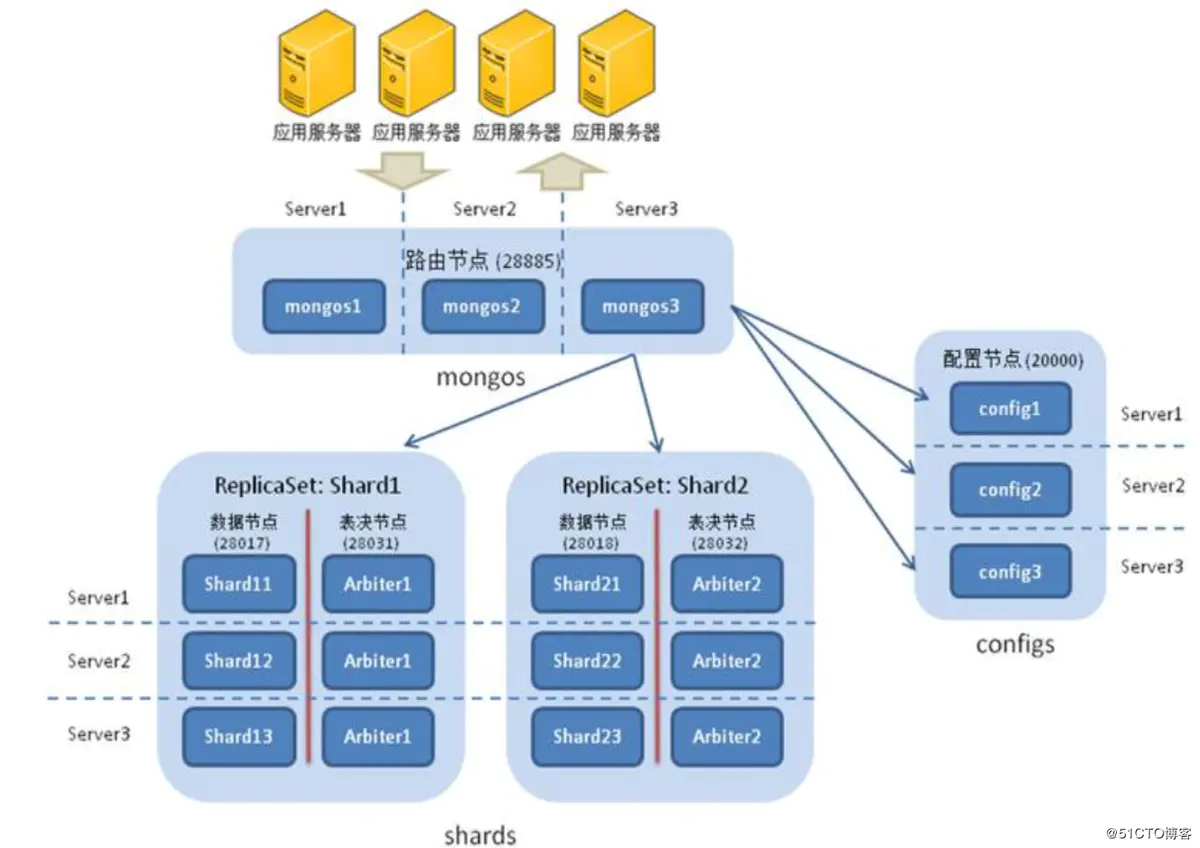 应用服务器 应用服务器 应用服务器 应用服务器
Server1 Server2 Server3
路由节点 (28885)
mongos1 mongos2 mongos3
mongos
配置节点 (20000)
config1
Server1
config2
Server2
config3
Server3
configs
ReplicaSet: Shard1 ReplicaSet: Shard2
数据节点 表决节点 数据节点 表决节点
(28017) (28031) (28018) (28032)
Server1 Shard11 Arbiter1 Shard21 Arbiter2
Server2 Shard12 Arbiter1 Shard22 Arbiter2
Server3 Shard13 Arbiter1 Shard23 Arbiter2
shards
@51CTO博客